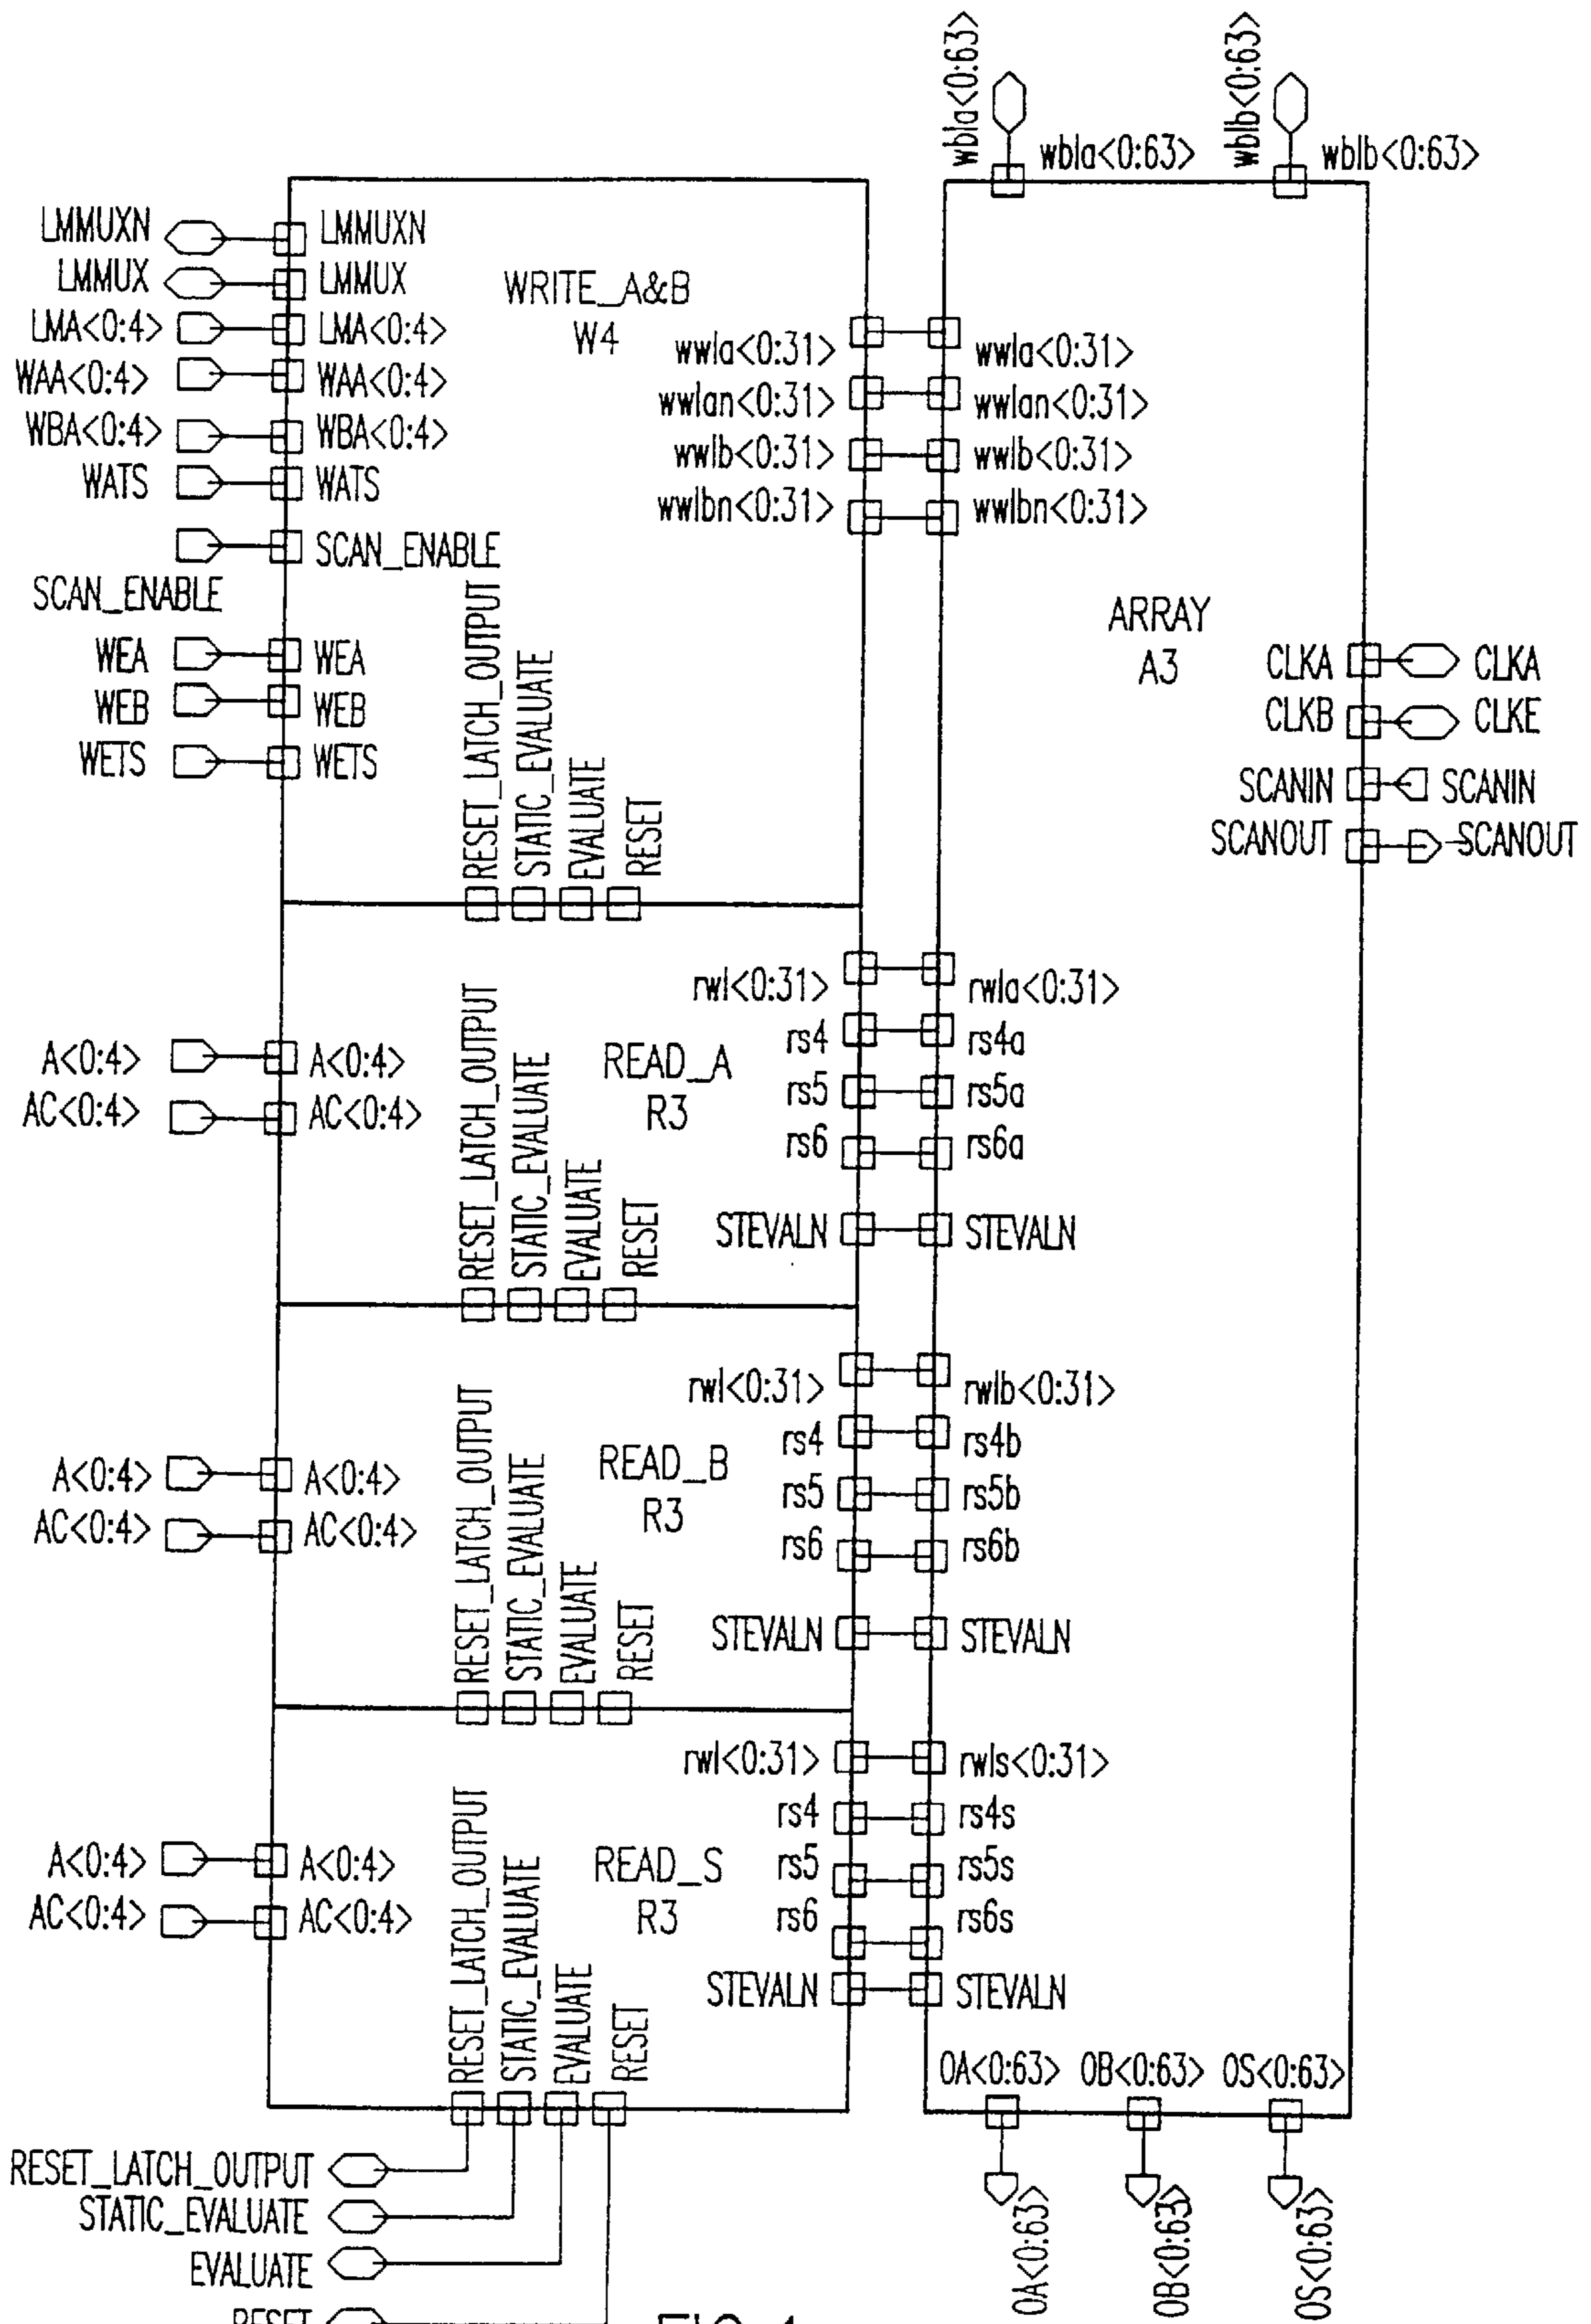 wbla<0:63>
wblb<0:63>
wbla<0:63>
wblb<0:63>
LMMUXN
LMMUXN
LMMUX
LMMUX
WRITE_A&B
W4
LMA<0:4>
LMA<0:4>
wwla<0:31>
wwla<0:31>
WAA<0:4>
WAA<0:4>
wwlan<0:31>
wwlan<0:31>
WBA<0:4>
WBA<0:4>
wwlb<0:31>
wwlb<0:31>
WATS
WATS
wwlbn<0:31>
wwlbn<0:31>
SCAN_ENABLE
SCAN_ENABLE
ARRAY
A3
WEA
WEA
CLKA
CLKA
WEB
WEB
CLKB
CLKE
WETS
WETS
SCANIN
SCANIN
SCANOUT
SCANOUT
RESET_LATCH_OUTPUT
STATIC_EVALUATE
EVALUATE
RESET
rwl<0:31>
rwla<0:31>
A<0:4>
A<0:4>
READ_A
R3
rs4
rs4a
AC<0:4>
AC<0:4>
rs5
rs5a
rs6
rs6a
STEVALN
STEVALN
RESET_LATCH_OUTPUT
STATIC_EVALUATE
EVALUATE
RESET
rwl<0:31>
rwlb<0:31>
A<0:4>
A<0:4>
READ_B
R3
rs4
rs4b
AC<0:4>
AC<0:4>
rs5
rs5b
rs6
rs6b
STEVALN
STEVALN
RESET_LATCH_OUTPUT
STATIC_EVALUATE
EVALUATE
RESET
rwl<0:31>
rwls<0:31>
A<0:4>
A<0:4>
READ_S
R3
rs4
rs4s
AC<0:4>
AC<0:4>
rs5
rs5s
rs6
rs6s
STEVALN
STEVALN
RESET_LATCH_OUTPUT
STATIC_EVALUATE
EVALUATE
RESET
OA<0:63>
OB<0:63>
OS<0:63>
RESET_LATCH_OUTPUT
STATIC_EVALUATE
EVALUATE
RESET
OA<0:63>
OB<0:63>
OS<0:63>